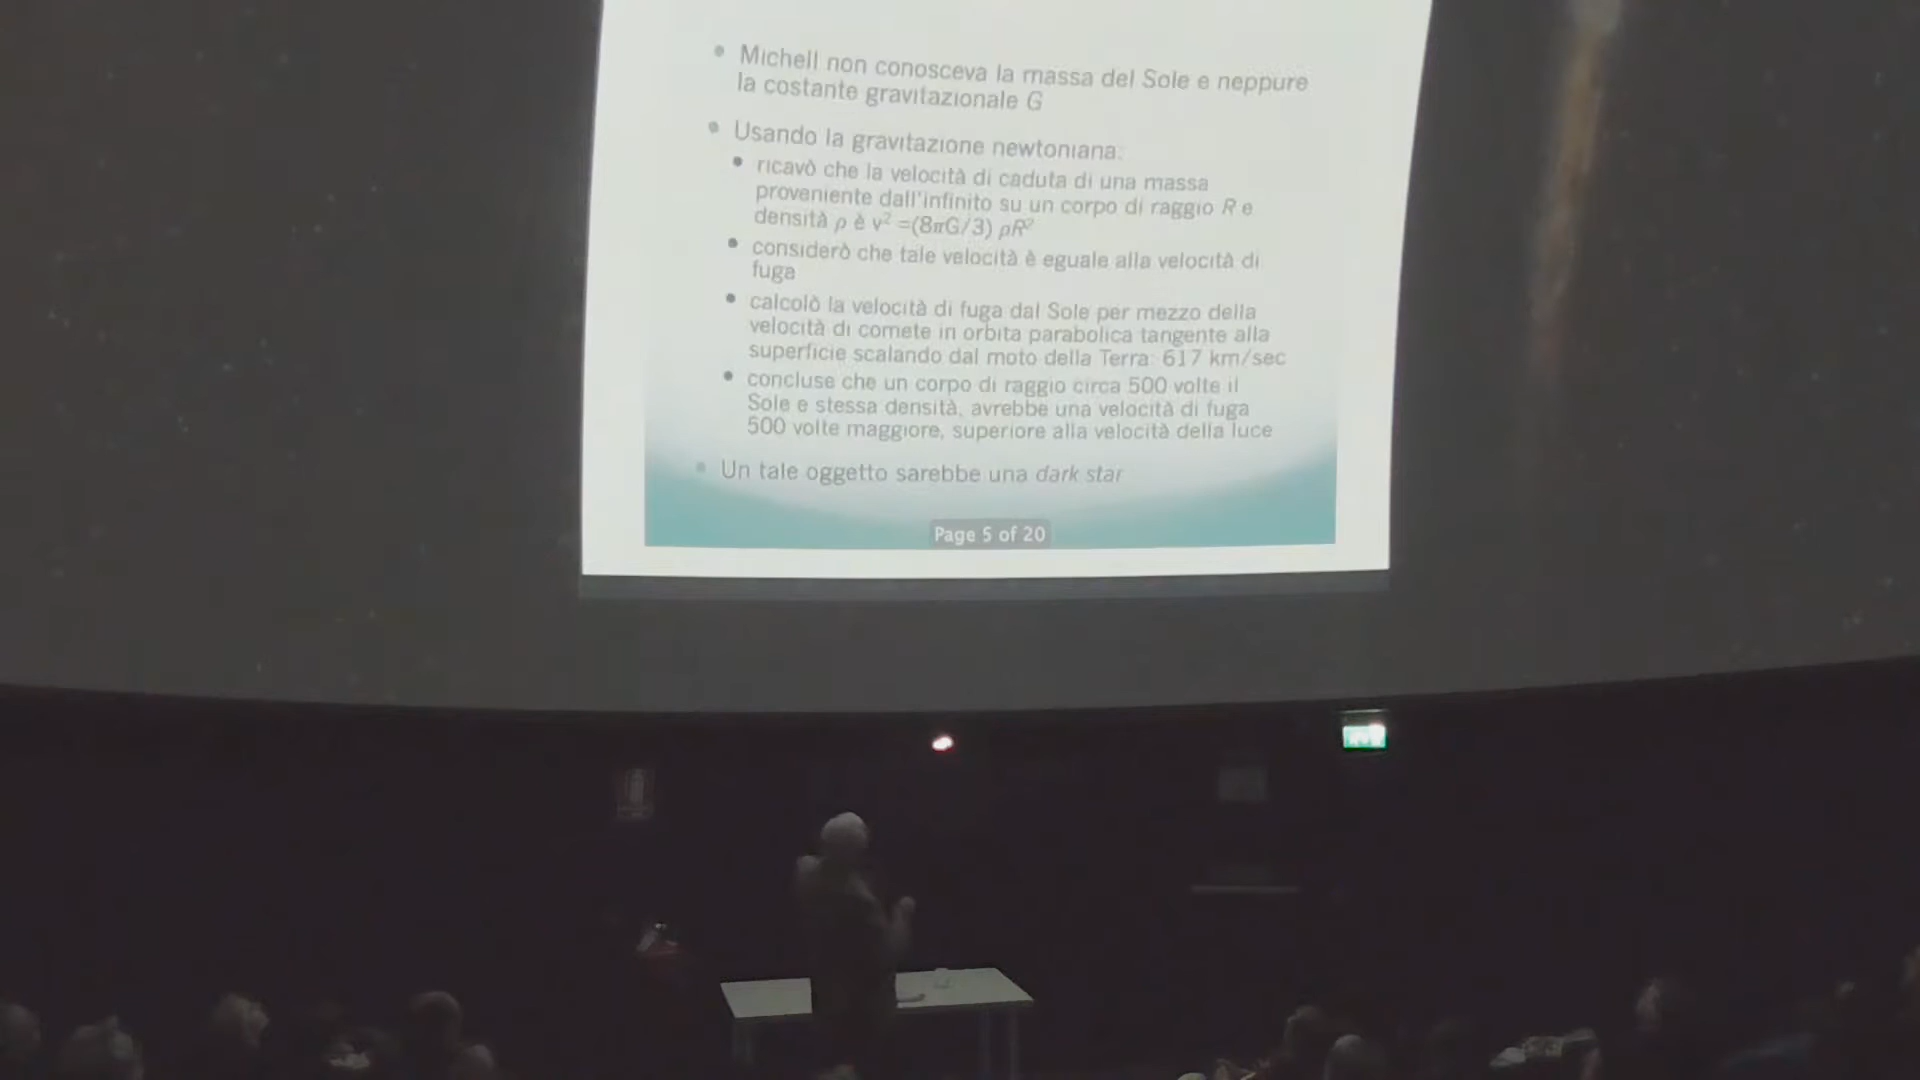 Michell non conosceva la massa del Sole e neppure
la costante gravitazionale G
Usando la gravitazione newtoniana:
ricavò che la velocità di caduta di una massa
proveniente dall'infinito su un corpo di raggio R e
densità ρ è v² =(8πG/3) ρR²
considerò che tale velocità è eguale alla velocità di
fuga
calcolò la velocità di fuga dal Sole per mezzo della
velocità di comete in orbita parabolica tangente alla
superficie scalando dal moto della Terra: 617 km/sec
concluse che un corpo di raggio circa 500 volte il
Sole e stessa densità, avrebbe una velocità di fuga
500 volte maggiore, superiore alla velocità della luce
Un tale oggetto sarebbe una dark star
Page 5 of 20